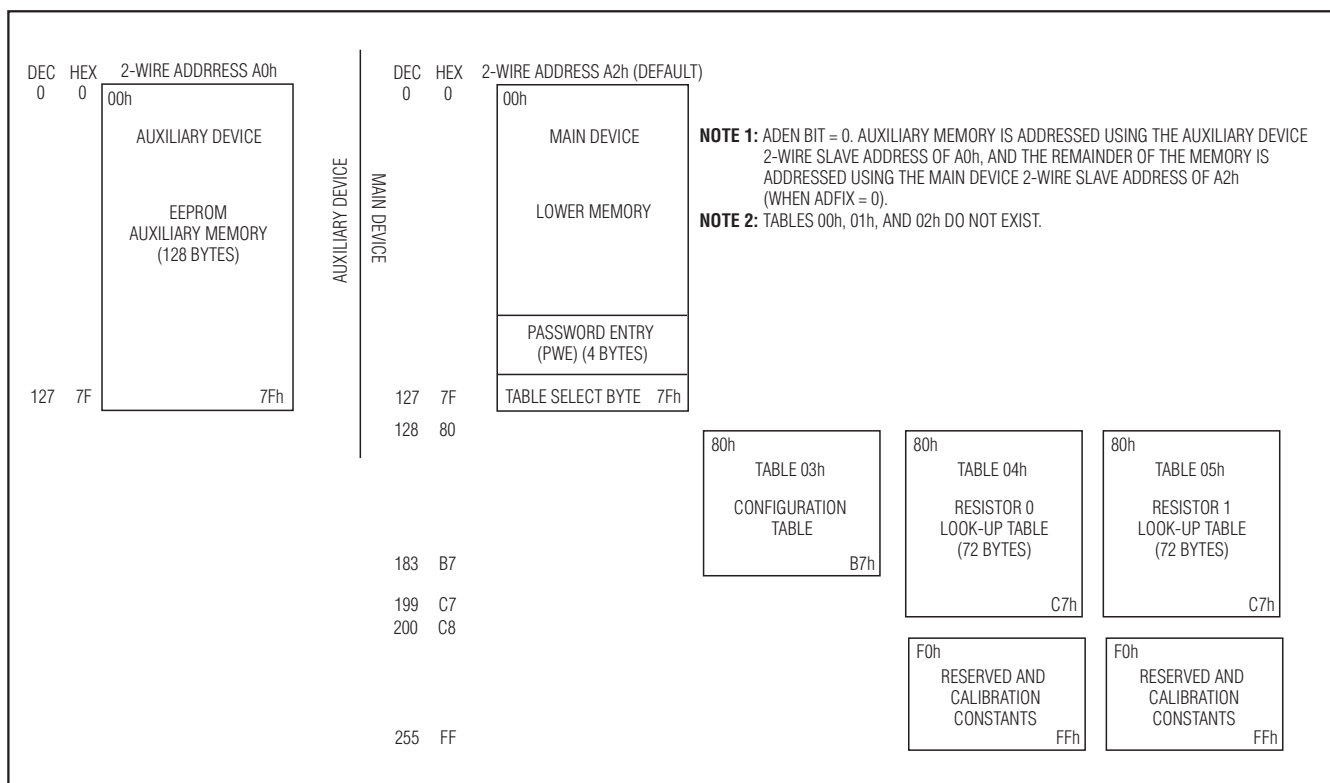 DEC HEX 2-WIRE ADDRRESS A0h
0 0
00h
AUXILIARY DEVICE
EEPROM
AUXILIARY MEMORY
(128 BYTES)
127 7F
7Fh
AUXILIARY DEVICE
MAIN DEVICE
DEC HEX 2-WIRE ADDRESS A2h (DEFAULT)
0 0
00h
MAIN DEVICE
LOWER MEMORY
PASSWORD ENTRY
(PWE) (4 BYTES)
127 7F
TABLE SELECT BYTE 7Fh
128 80
183 B7
199 C7
200 C8
255 FF
NOTE 1: ADEN BIT = 0. AUXILIARY MEMORY IS ADDRESSED USING THE AUXILIARY DEVICE
2-WIRE SLAVE ADDRESS OF A0h, AND THE REMAINDER OF THE MEMORY IS
ADDRESSED USING THE MAIN DEVICE 2-WIRE SLAVE ADDRESS OF A2h
(WHEN ADFIX = 0).
NOTE 2: TABLES 00h, 01h, AND 02h DO NOT EXIST.
80h
TABLE 03h
CONFIGURATION
TABLE
B7h
80h
TABLE 04h
RESISTOR 0
LOOK-UP TABLE
(72 BYTES)
C7h
80h
TABLE 05h
RESISTOR 1
LOOK-UP TABLE
(72 BYTES)
C7h
F0h
RESERVED AND
CALIBRATION
CONSTANTS
FFh
F0h
RESERVED AND
CALIBRATION
CONSTANTS
FFh